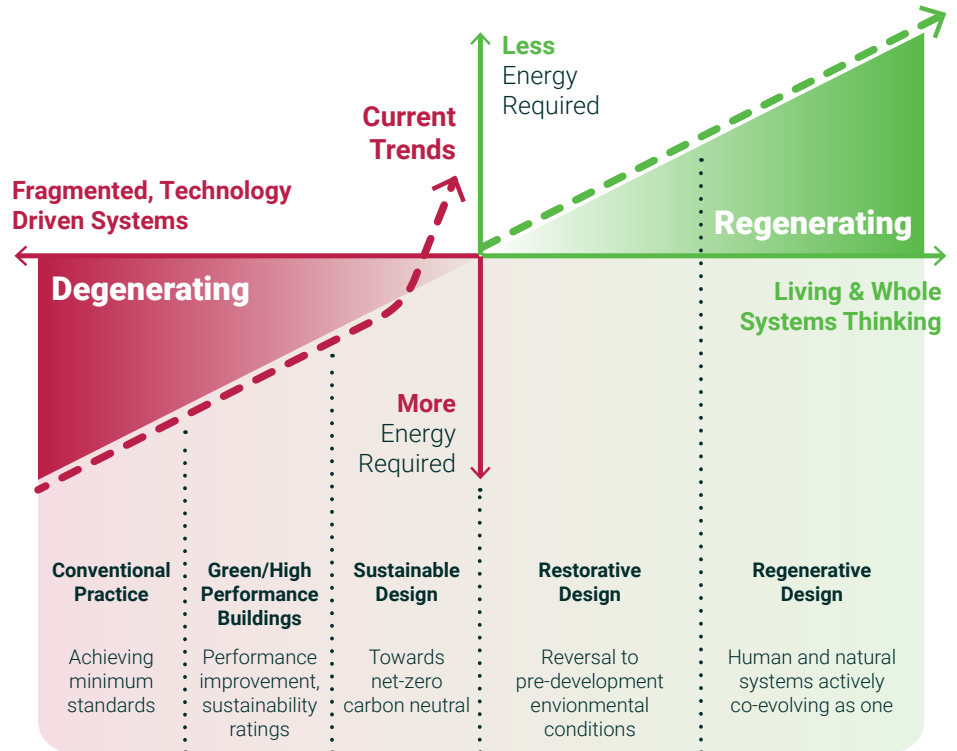 Less
Energy
Required
Current
Trends
Fragmented, Technology
Driven Systems
Regenerating
Degenerating
Living & Whole
Systems Thinking
More
Energy
Required
Conventional
Practice
Achieving
minimum
standards
Green/High
Performance
Buildings
Performance
improvement,
sustainability
ratings
Sustainable
Design
Towards
net-zero
carbon neutral
Restorative
Design
Reversal to
pre-development
envionmental
conditions
Regenerative
Design
Human and natural
systems actively
co-evolving as one